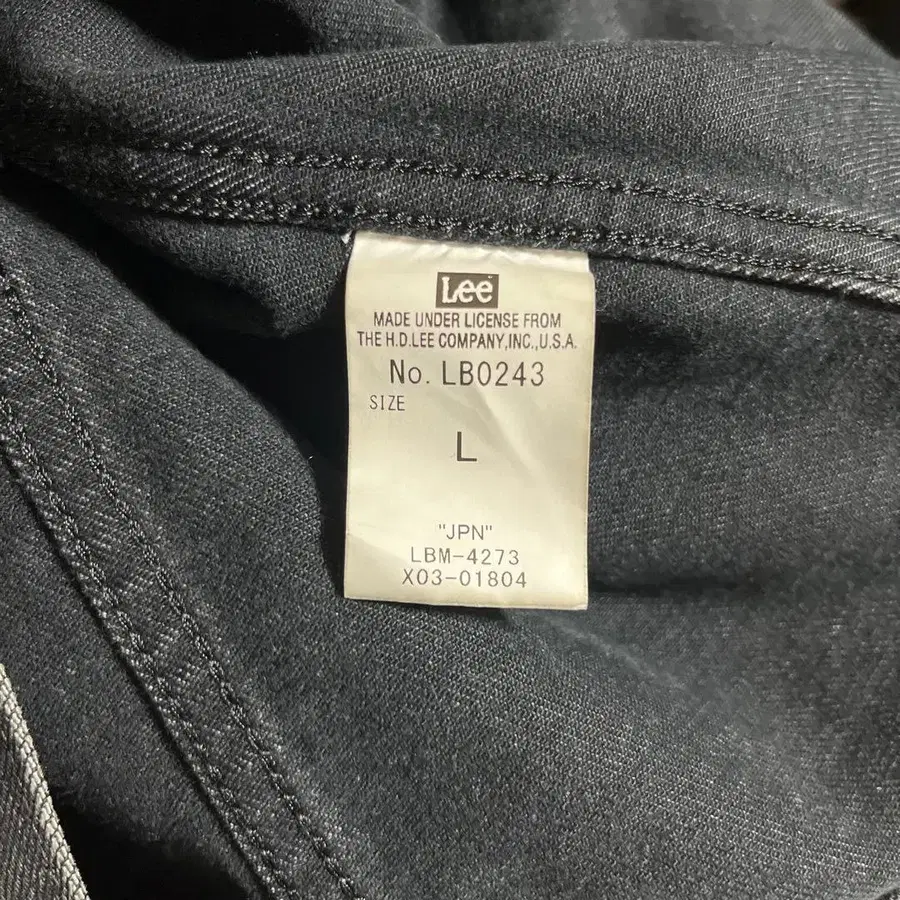 Lee
MADE UNDER LICENSE FROM
THE H.D.LEE COMPANY,INC.,U.S.A.
No. LB0243
SIZE
L
"JPN"
LBM-4273
X03-01804